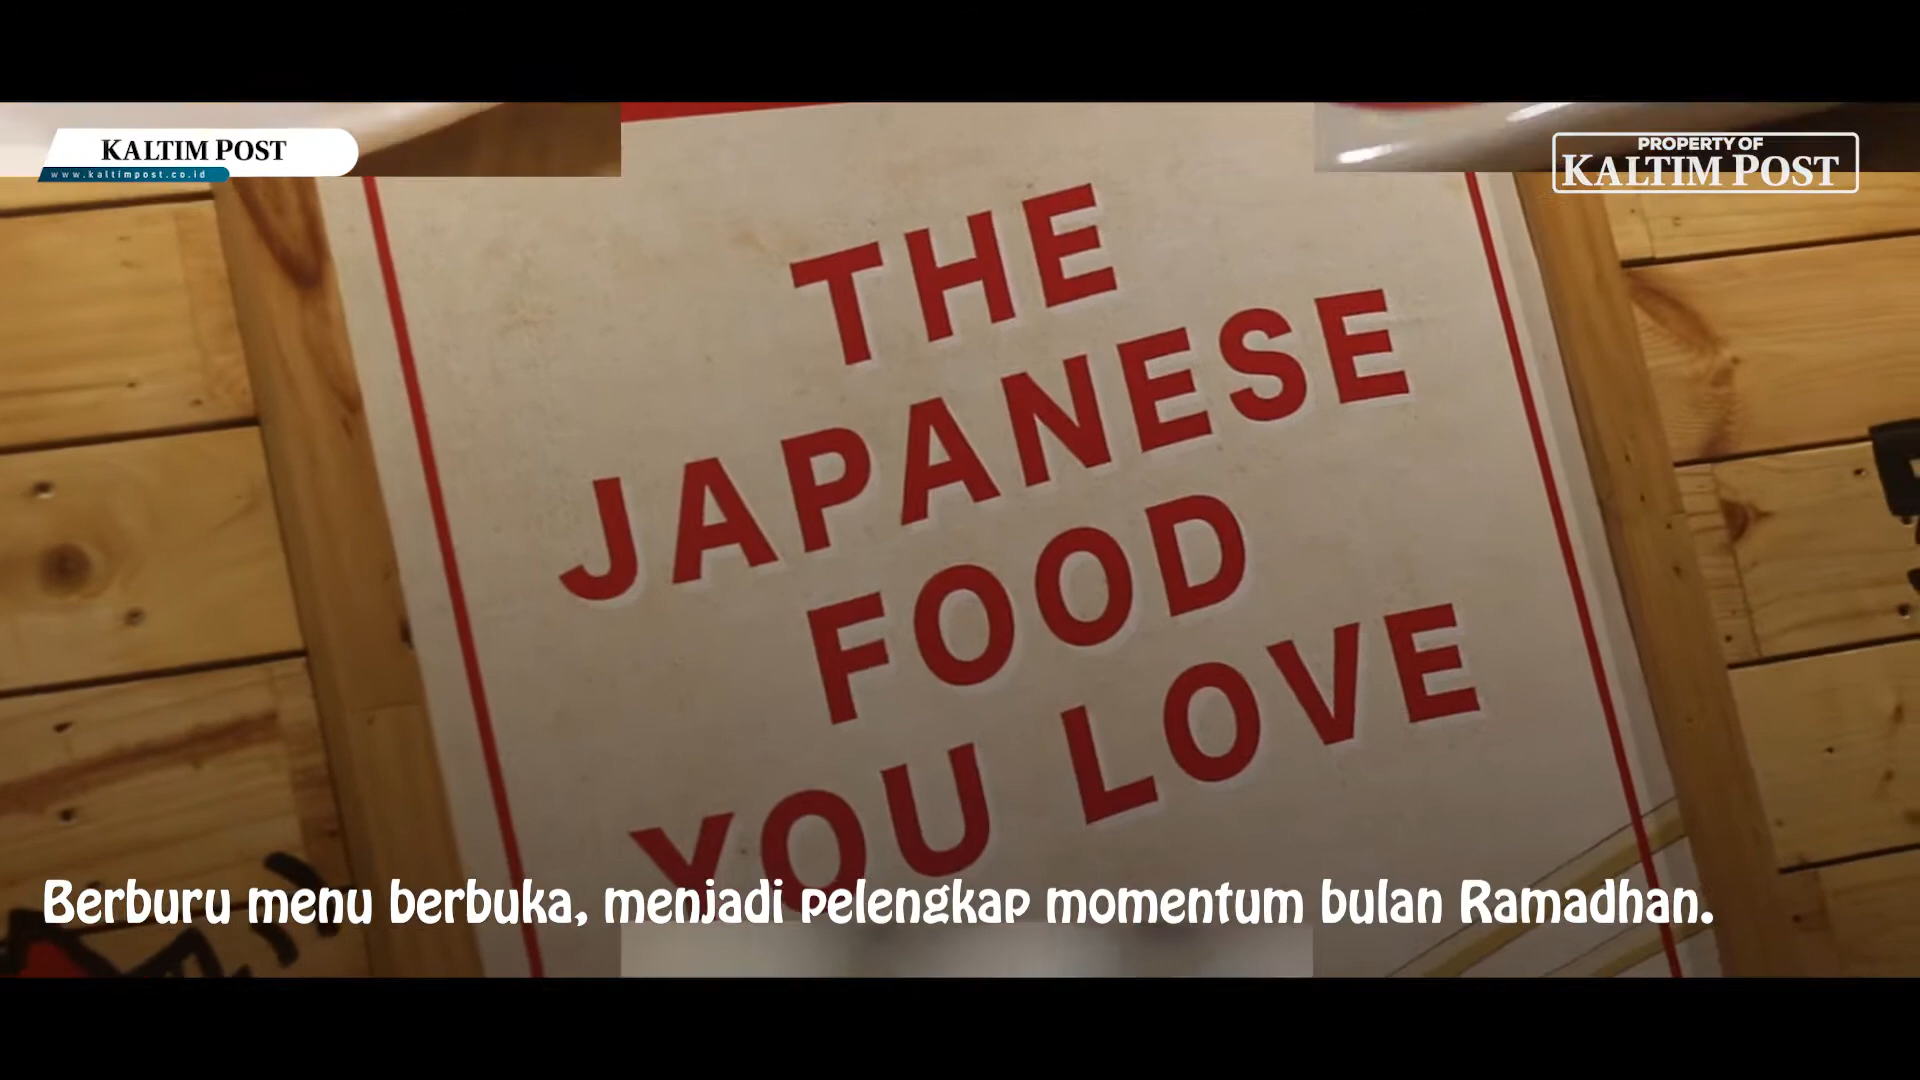 KALTIM POST
www.kaltimpost.co.id
PROPERTY OF
KALTIM POST
THE
JAPANESE
FOOD
YOU LOVE
Berburu menu berbuka, menjadi pelengkap momentum bulan Ramadhan.